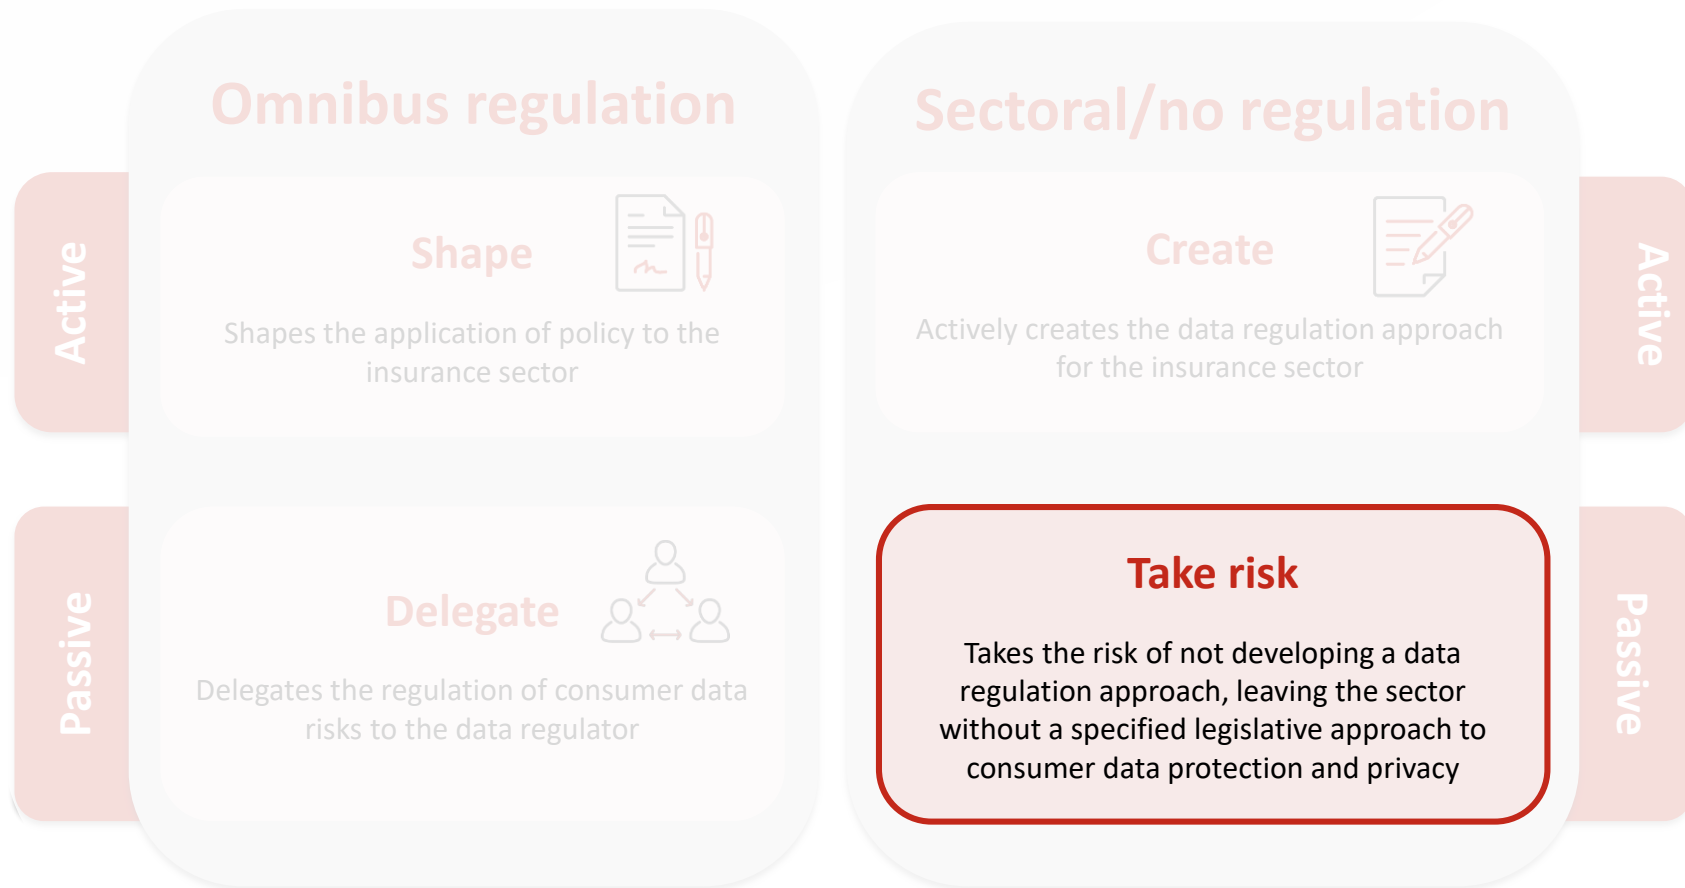 Omnibus regulation
Active
Shape
Shapes the application of policy to the
insurance sector
Passive
Delegate
Delegates the regulation of consumer data
risks to the data regulator
Sectoral/no regulation
Active
Create
Actively creates the data regulation approach
for the insurance sector
Passive
Take risk
Takes the risk of not developing a data
regulation approach, leaving the sector
without a specified legislative approach to
consumer data protection and privacy